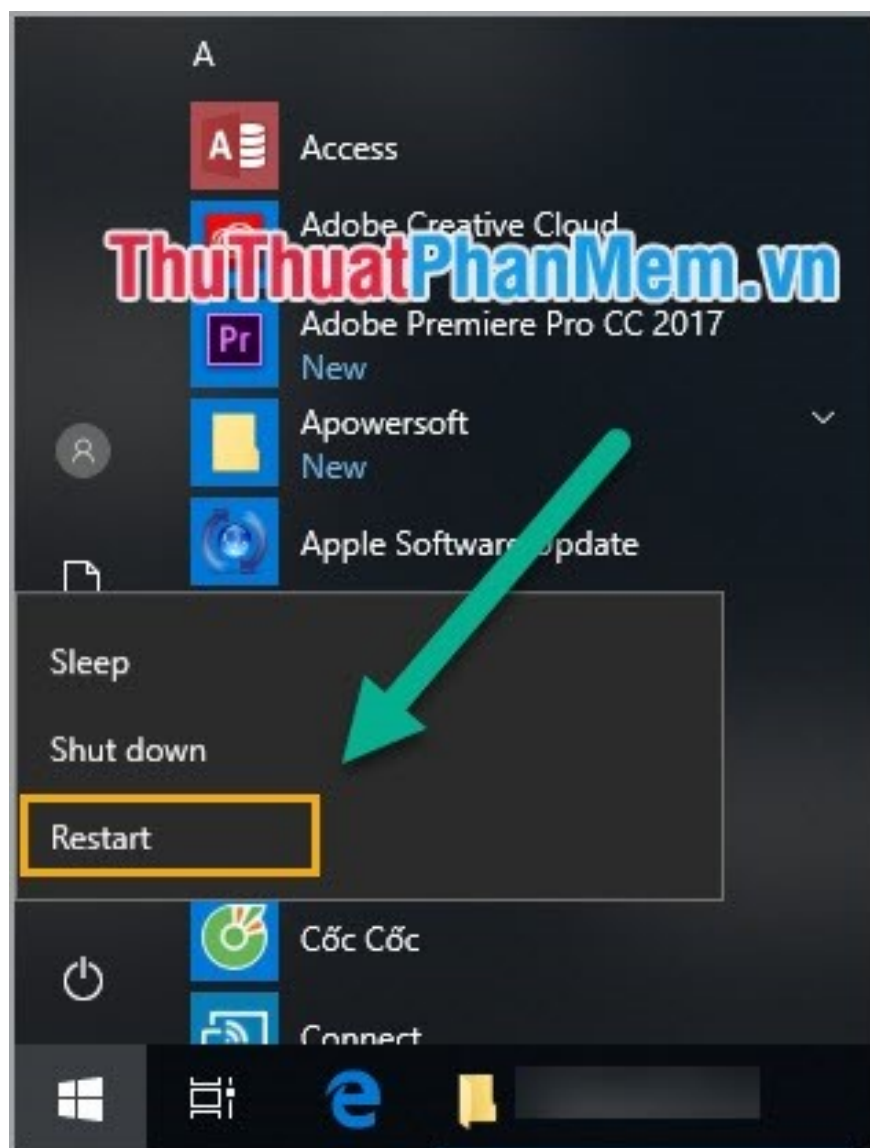 A
Access
Adobe Creative Cloud
ThuThuatPhanMem.vn
Adobe Premiere Pro CC 2017
New
Apowersoft
New
Apple Software Update
Sleep
Shut down
Restart
Cốc Cốc
Connect